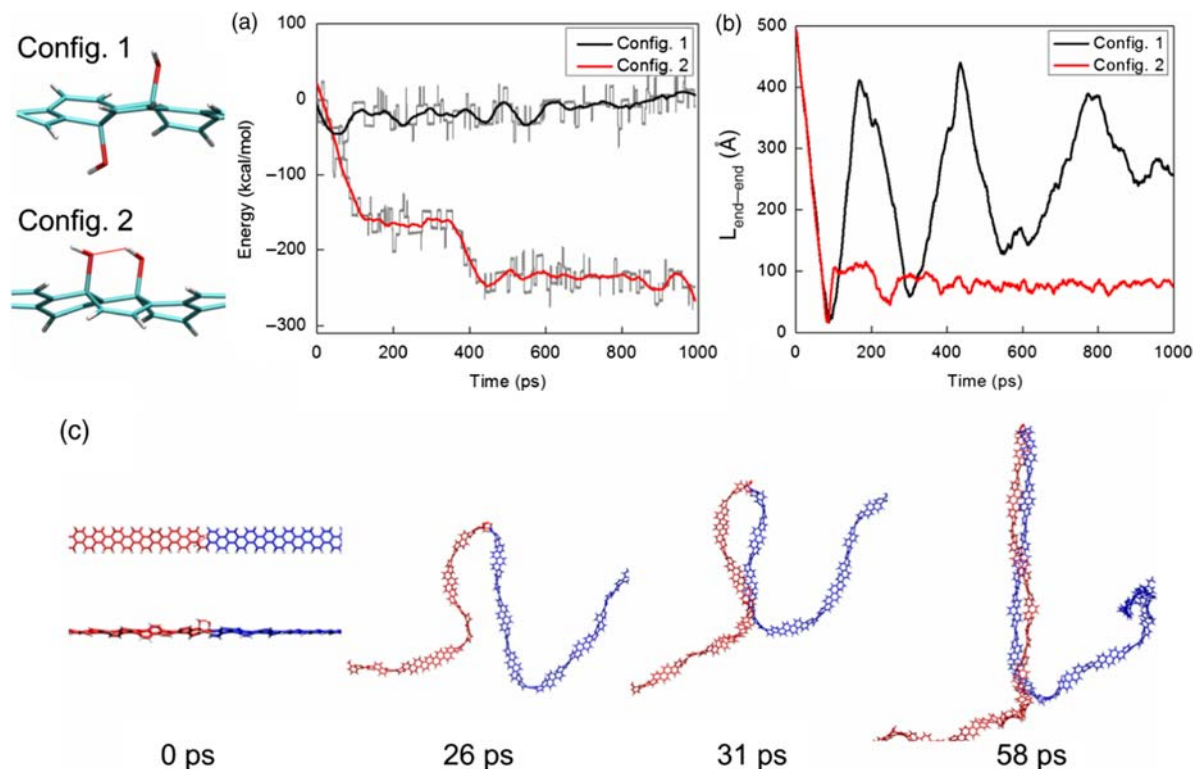 Config. 1
Config. 2
(a)
100
0
−100
−200
−300
Energy (kcal/mol)
0 200 400 600 800 1000
Time (ps)
Config. 1
Config. 2
(b)
500
400
300
200
100
0
Lend—end (Å)
0 200 400 600 800 1000
Time (ps)
Config. 1
Config. 2
(c)
0 ps 26 ps 31 ps 58 ps